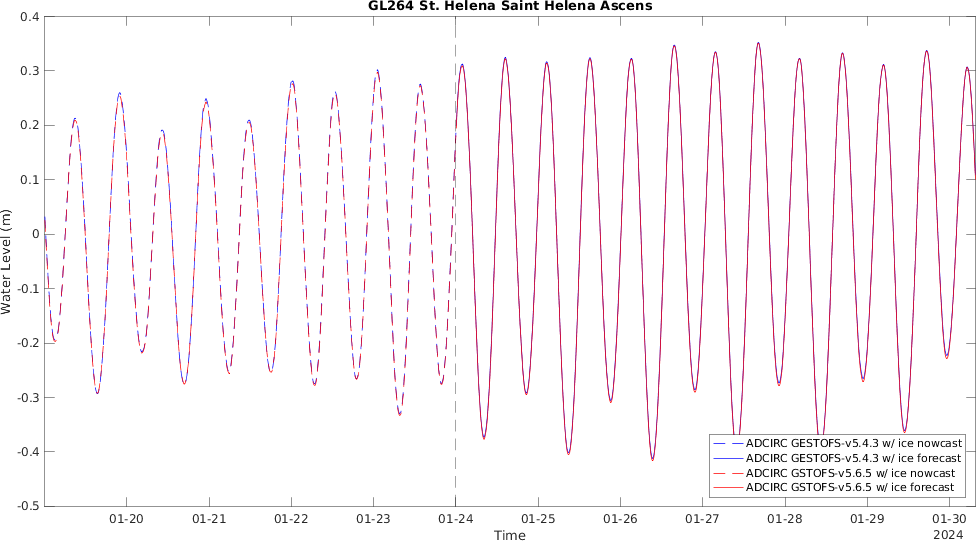 GL264 St. Helena Saint Helena Ascens
0.4
0.3
0.2
0.1
0
-0.1
-0.2
-0.3
-0.4
-0.5
Water Level (m)
ADCIRC GESTOFS-v5.4.3 w/ ice nowcast
ADCIRC GESTOFS-v5.4.3 w/ ice forecast
ADCIRC GSTOFS-v5.6.5 w/ ice nowcast
ADCIRC GSTOFS-v5.6.5 w/ ice forecast
01-20 01-21 01-22 01-23 01-24 01-25 01-26 01-27 01-28 01-29 01-30
Time
2024